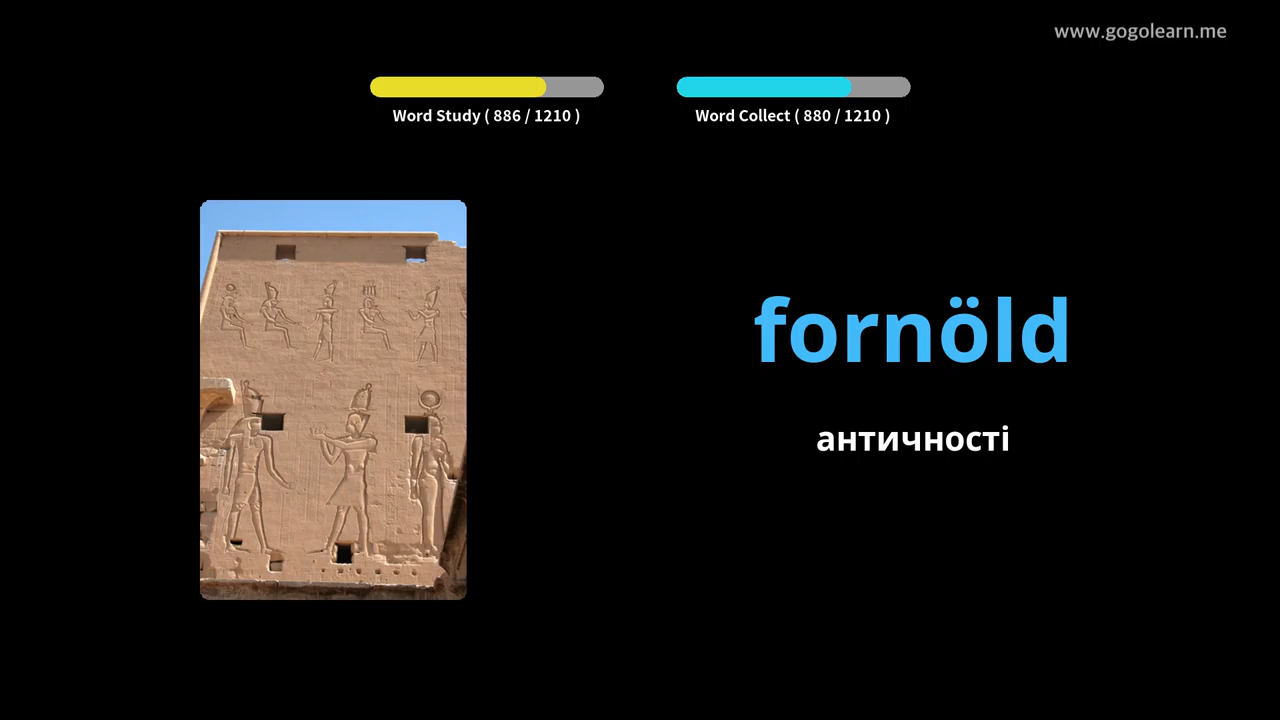 www.gogolearn.me
Word Study ( 886 / 1210 )
Word Collect ( 880 / 1210 )
fornöld
античності